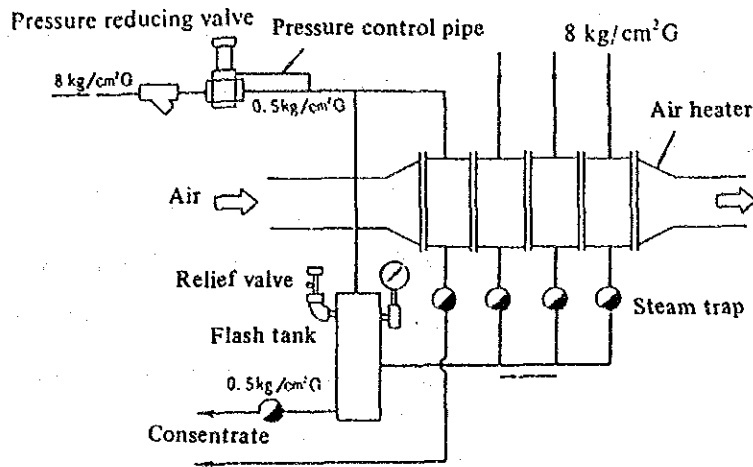 Pressure reducing valve
Pressure control pipe
8 kg/cm²G
8 kg/cm²G
0.5kg/cm²G
Air heater
Air
Relief valve
Steam trap
Flash tank
0.5kg/cm²G
Consentrate